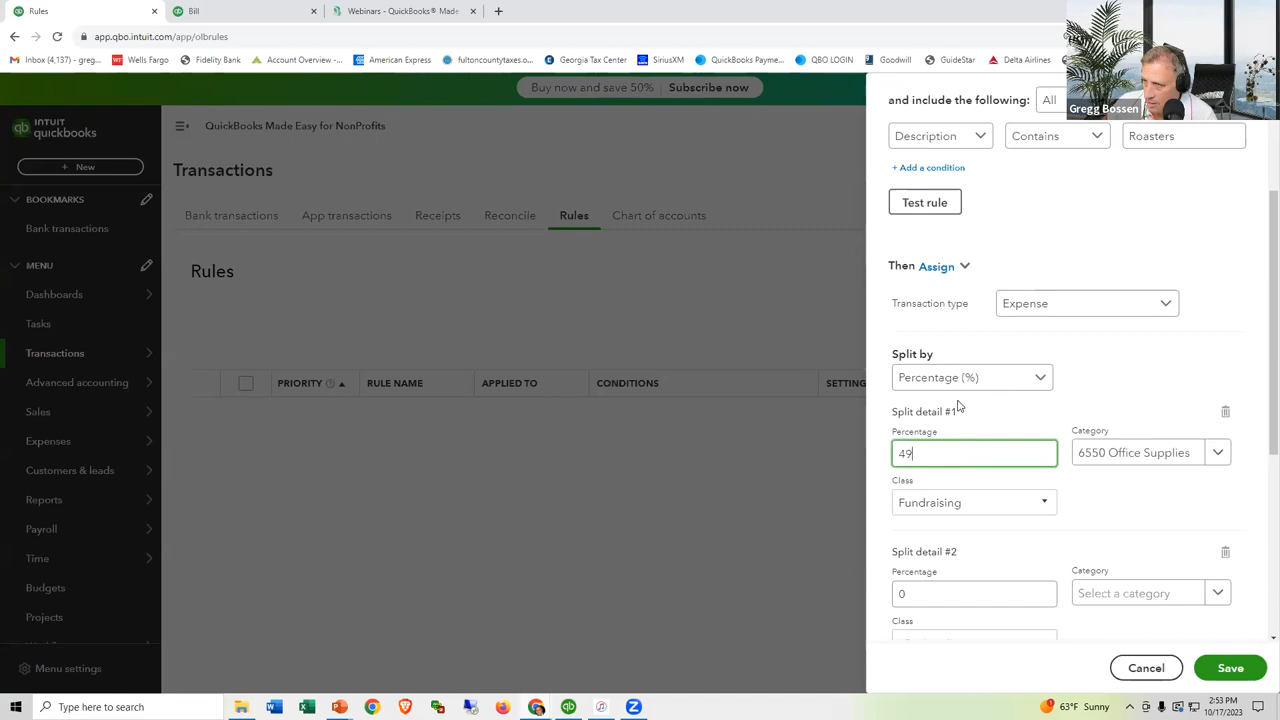 Rules
Bill
Webinars - QuickBooks® Made
app.qbo.intuit.com/app/olbrules
Inbox (4,137) - greg...
Wells Fargo
Fidelity Bank
Account Overview -...
American Express
fultoncountytaxes.o...
Georgia Tax Center
SiriusXM
QuickBooks Payme...
QBO LOGIN
Goodwill
GuideStar
Delta Airlines
Gregg Bossen
Buy now and save 50%
Subscribe now
INTUIT
quickbooks
QuickBooks Made Easy for NonProfits
+ New
BOOKMARKS
Bank transactions
MENU
Dashboards
Tasks
Transactions
Advanced accounting
Sales
Expenses
Customers & leads
Reports
Payroll
Time
Budgets
Projects
Menu settings
Transactions
Bank transactions
App transactions
Receipts
Reconcile
Rules
Chart of accounts
Rules
PRIORITY
RULE NAME
APPLIED TO
CONDITIONS
SETTING
and include the following:
All
Description
Contains
Roasters
+ Add a condition
Test rule
Then Assign
Transaction type
Expense
Split by
Percentage (%)
Split detail #1
Percentage
Category
49
6550 Office Supplies
Class
Fundraising
Split detail #2
Percentage
Category
0
Select a category
Class
Cancel
Save
Type here to search
63°F Sunny
2:53 PM
10/17/2023